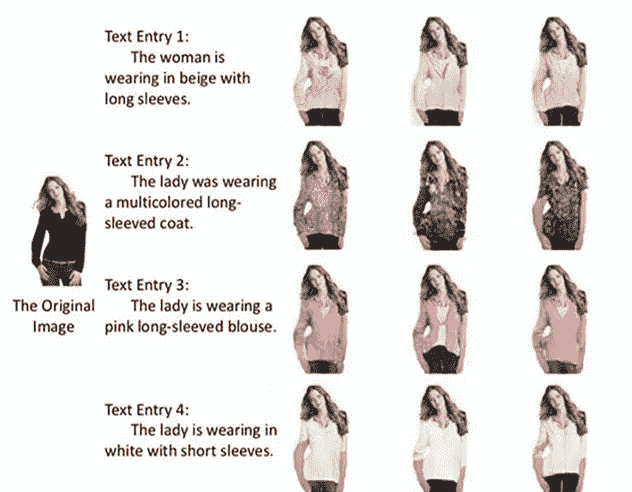 Text Entry 1:
The woman is
wearing in beige with
long sleeves.
Text Entry 2:
The lady was wearing
a multicolored long-
sleeved coat.
The Original
Image
Text Entry 3:
The lady is wearing a
pink long-sleeved blouse.
Text Entry 4:
The lady is wearing in
white with short sleeves.